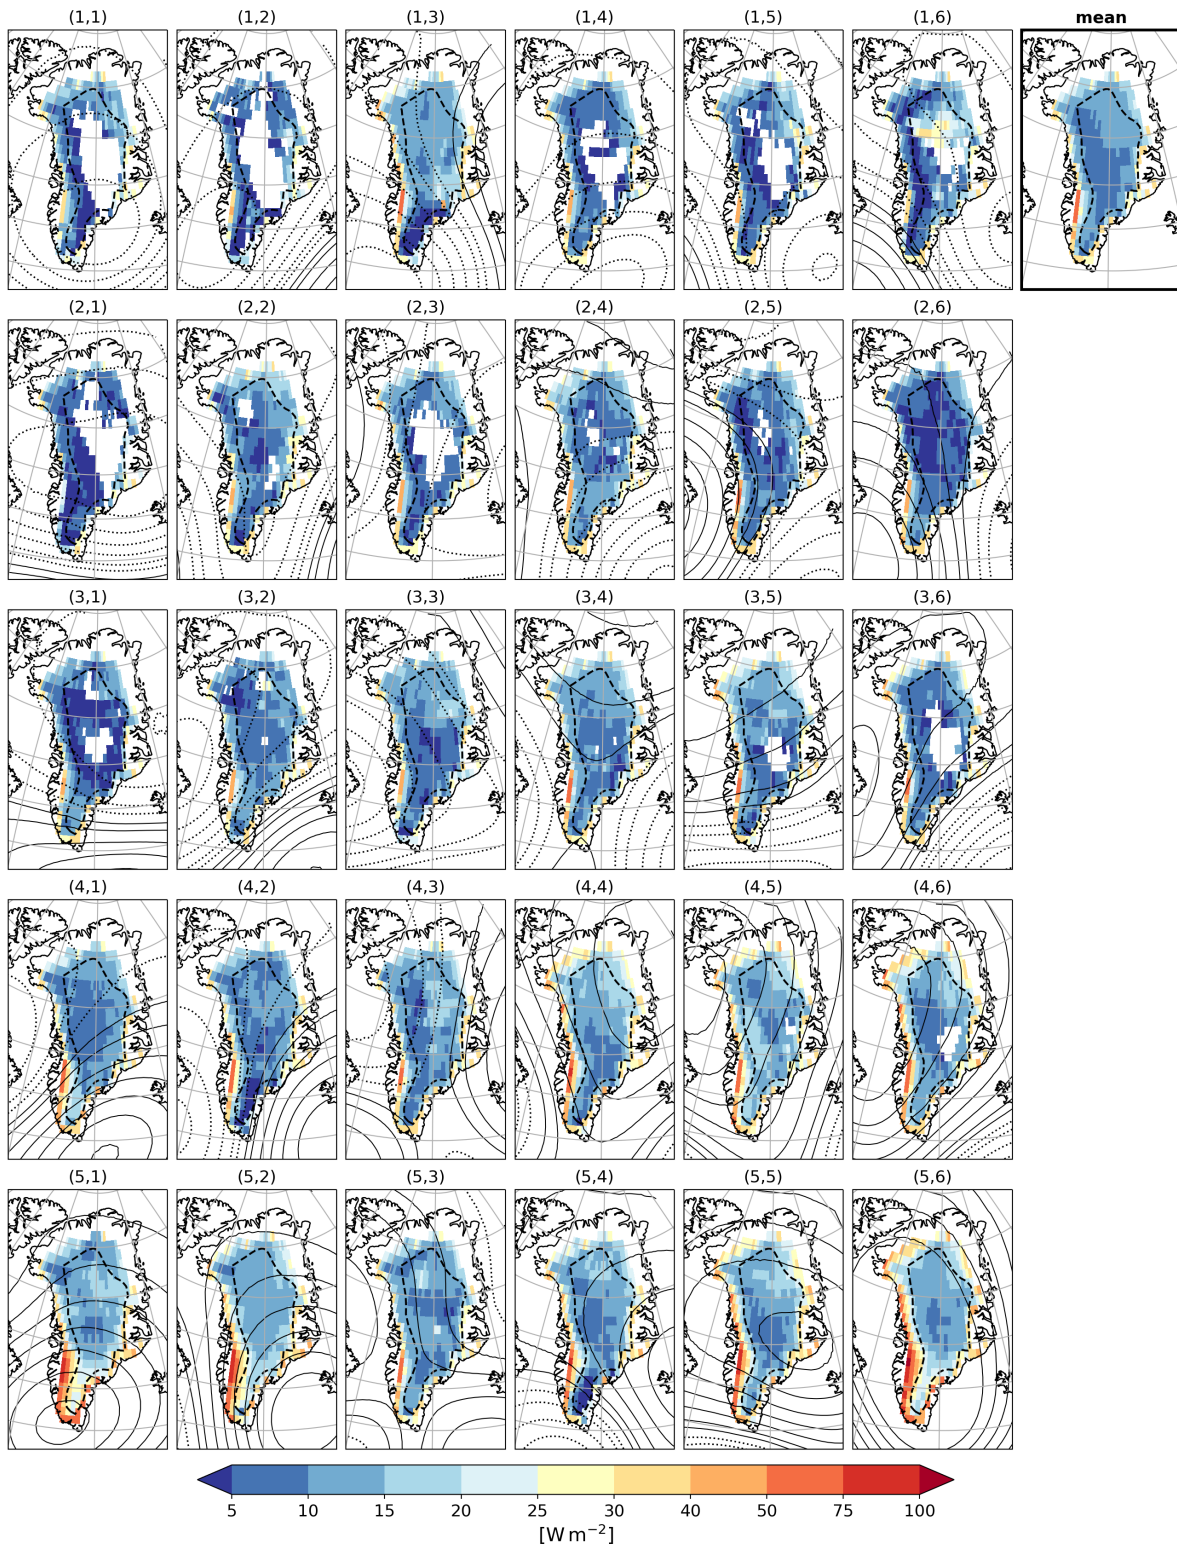 (1,1) (1,2) (1,3) (1,4) (1,5) (1,6) mean
(2,1) (2,2) (2,3) (2,4) (2,5) (2,6)
(3,1) (3,2) (3,3) (3,4) (3,5) (3,6)
(4,1) (4,2) (4,3) (4,4) (4,5) (4,6)
(5,1) (5,2) (5,3) (5,4) (5,5) (5,6)
5 10 15 20 25 30 40 50 75 100
[W m⁻²]